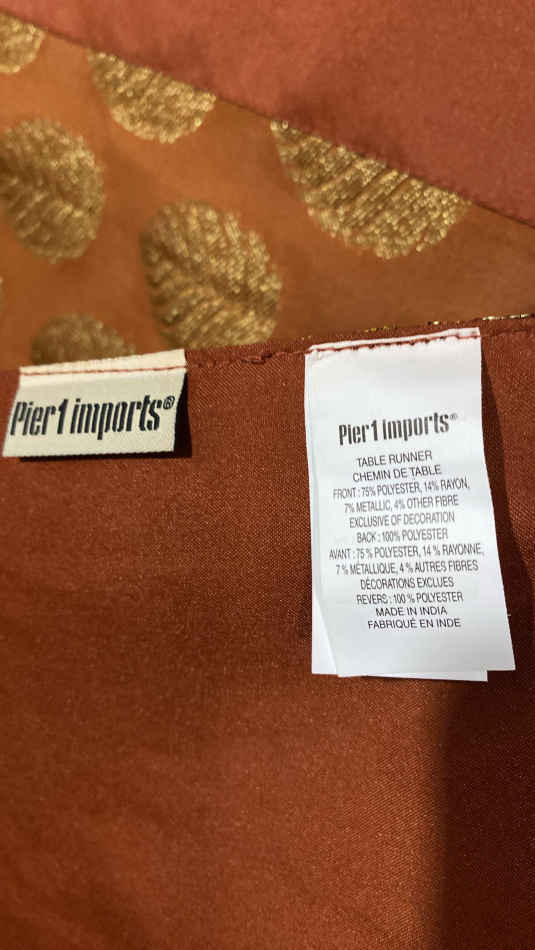 Pier1 imports®
Pier1 imports®
TABLE RUNNER
CHEMIN DE TABLE
FRONT : 75% POLYESTER, 14% RAYON,
7% METALLIC, 4% OTHER FIBRE
EXCLUSIVE OF DECORATION
BACK : 100% POLYESTER
AVANT : 75 % POLYESTER, 14 % RAYONNE,
7 % MÉTALLIQUE, 4 % AUTRES FIBRES
DÉCORATIONS EXCLUES
REVERS : 100 % POLYESTER
MADE IN INDIA
FABRIQUÉ EN INDE